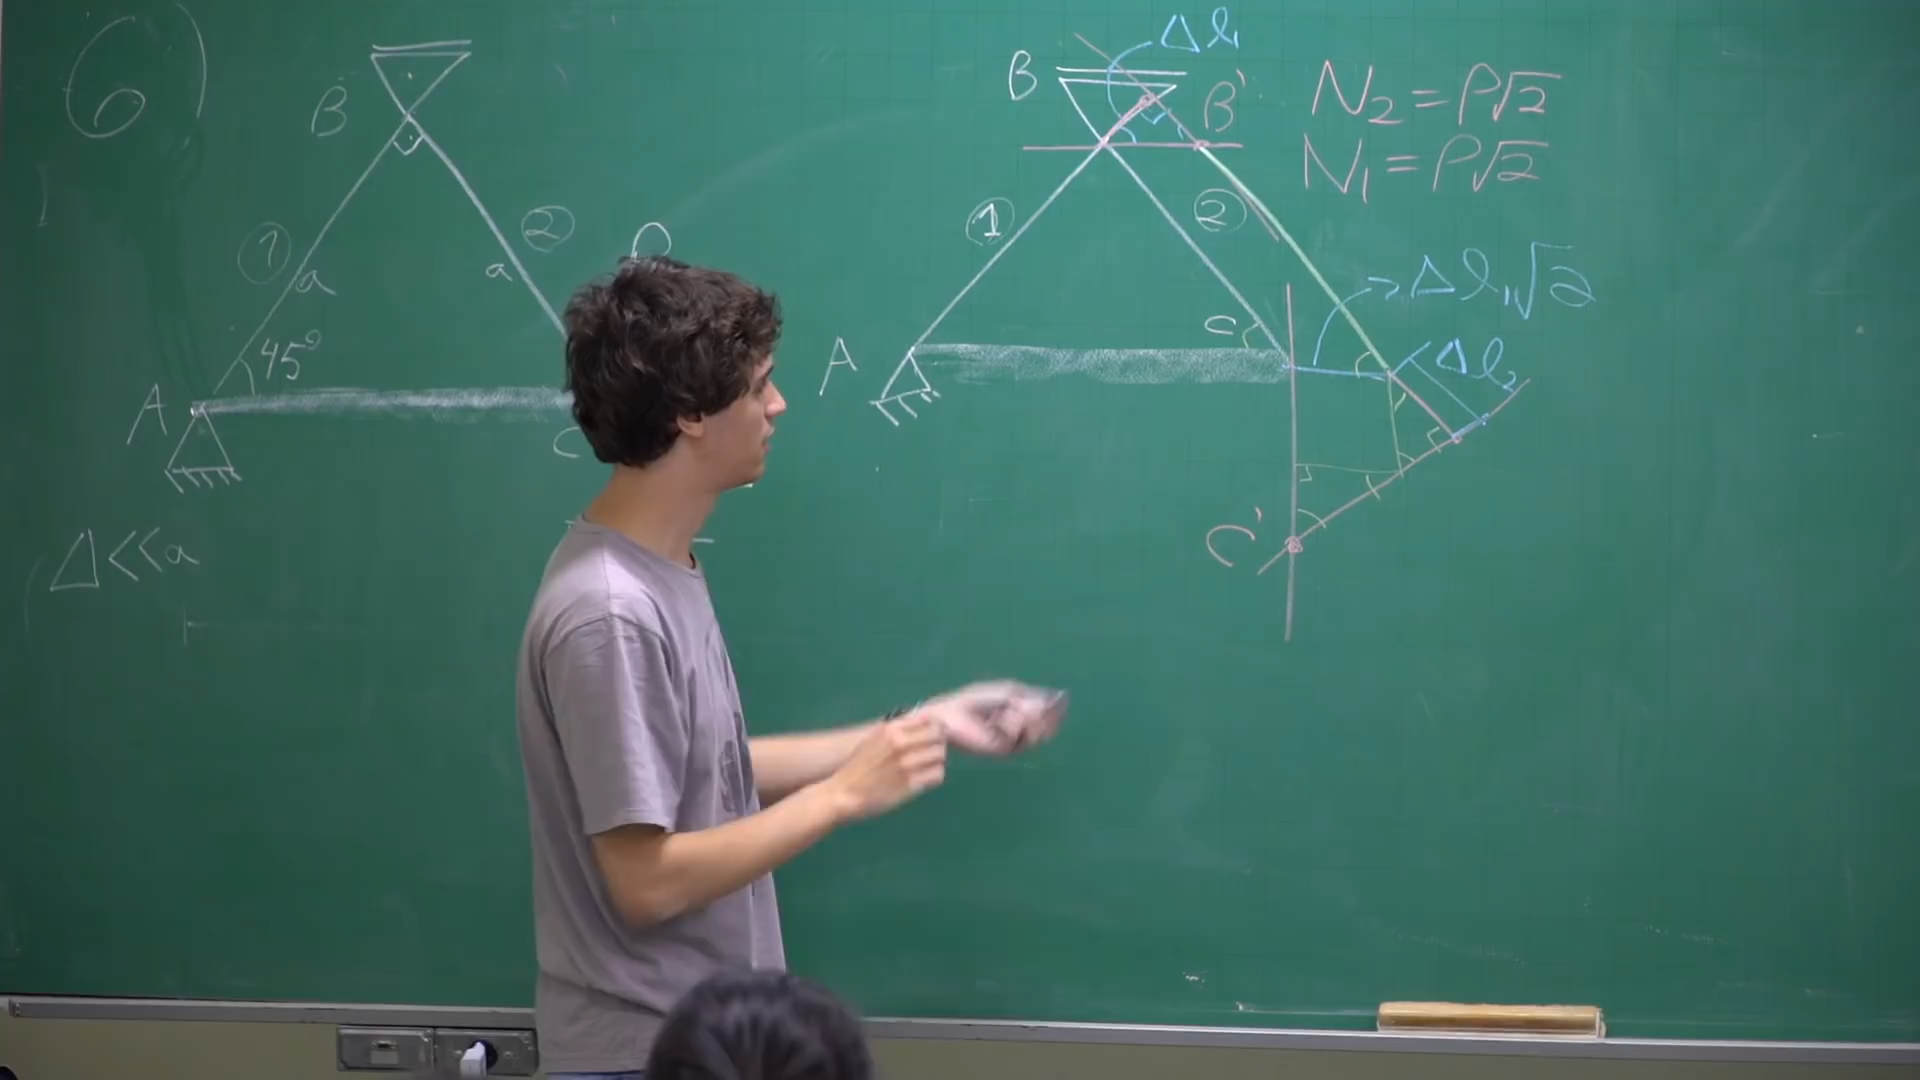 6
B
1
2
a
a
45°
A
C
Δ<<a
Δl₁
B
B'
N₂=P√2
N₁=P√2
1
2
Δl₁√2
C
Δl₂
A
C'